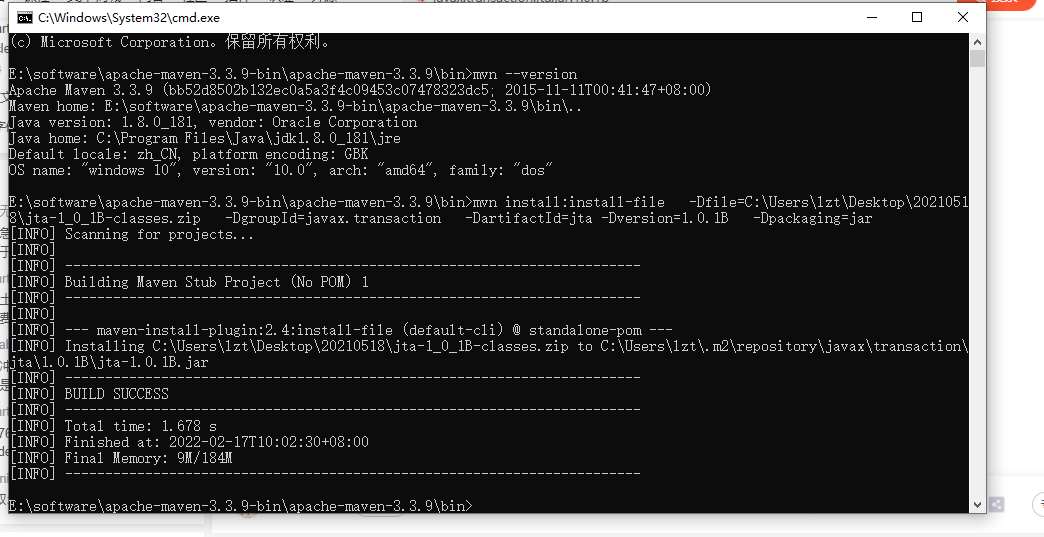 C:\Windows\System32\cmd.exe
(c) Microsoft Corporation。保留所有权利。
E:\software\apache-maven-3.3.9-bin\apache-maven-3.3.9\bin>mvn --version
Apache Maven 3.3.9 (bb52d8502b132ec0a5a3f4c09453c07478323dc5; 2015-11-11T00:41:47+08:00)
Maven home: E:\software\apache-maven-3.3.9-bin\apache-maven-3.3.9\bin\..
Java version: 1.8.0_181, vendor: Oracle Corporation
Java home: C:\Program Files\Java\jdk1.8.0_181\jre
Default locale: zh_CN, platform encoding: GBK
OS name: "windows 10", version: "10.0", arch: "amd64", family: "dos"
E:\software\apache-maven-3.3.9-bin\apache-maven-3.3.9\bin>mvn install:install-file   -Dfile=C:\Users\lzt\Desktop\2021051
8\jta-1_0_1B-classes.zip   -DgroupId=javax.transaction   -DartifactId=jta -Dversion=1.0.1B   -Dpackaging=jar
[INFO] Scanning for projects...
[INFO]
[INFO] ------------------------------------------------------------------------
[INFO] Building Maven Stub Project (No POM) 1
[INFO] ------------------------------------------------------------------------
[INFO]
[INFO] --- maven-install-plugin:2.4:install-file (default-cli) @ standalone-pom ---
[INFO] Installing C:\Users\lzt\Desktop\20210518\jta-1_0_1B-classes.zip to C:\Users\lzt\.m2\repository\javax\transaction\
jta\1.0.1B\jta-1.0.1B.jar
[INFO] ------------------------------------------------------------------------
[INFO] BUILD SUCCESS
[INFO] ------------------------------------------------------------------------
[INFO] Total time: 1.678 s
[INFO] Finished at: 2022-02-17T10:02:30+08:00
[INFO] Final Memory: 9M/184M
[INFO] ------------------------------------------------------------------------
E:\software\apache-maven-3.3.9-bin\apache-maven-3.3.9\bin>